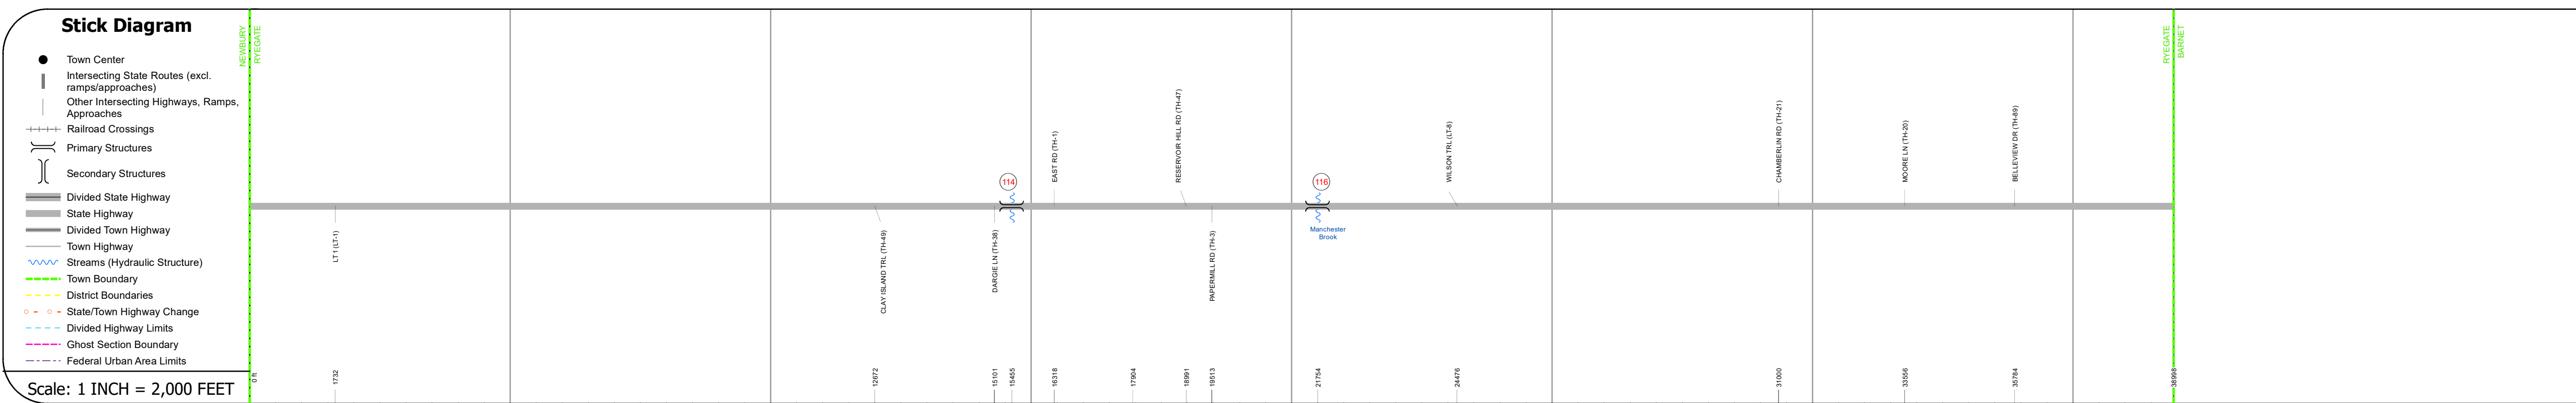 Stick Diagram
Town Center
Intersecting State Routes (excl.
ramps/approaches)
Other Intersecting Highways, Ramps,
Approaches
Railroad Crossings
Primary Structures
Secondary Structures
Divided State Highway
State Highway
Divided Town Highway
Town Highway
Streams (Hydraulic Structure)
Town Boundary
District Boundaries
State/Town Highway Change
Divided Highway Limits
Ghost Section Boundary
Federal Urban Area Limits
Scale: 1 INCH = 2,000 FEET
NEWBURY
RYEGATE
LT 1 (LT-1)
CLAY ISLAND TRL (TH-49)
DARGIE LN (TH-38)
114
EAST RD (TH-1)
RESERVOIR HILL RD (TH-47)
PAPERMILL RD (TH-3)
116
Manchester
Brook
WILSON TRL (LT-8)
CHAMBERLIN RD (TH-21)
MOORE LN (TH-20)
BELLEVIEW DR (TH-89)
RYEGATE
BARNET
0 ft
1732
12672
15101
15455
16318
17904
18991
19513
21754
24476
31000
33556
35784
38998